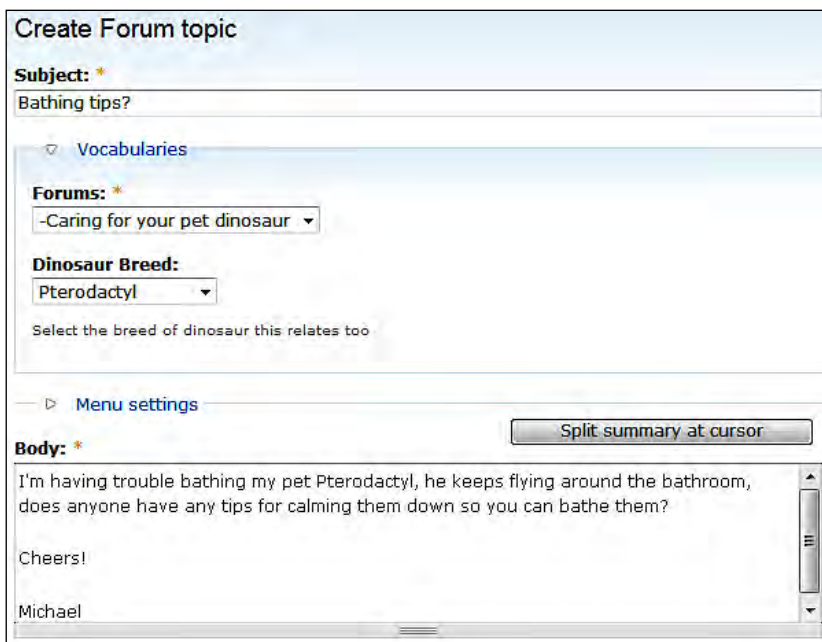 Create Forum topic
Subject: *
Bathing tips?
Vocabularies
Forums: *
-Caring for your pet dinosaur
Dinosaur Breed:
Pterodactyl
Select the breed of dinosaur this relates too
Menu settings
Split summary at cursor
Body: *
I'm having trouble bathing my pet Pterodactyl, he keeps flying around the bathroom,
does anyone have any tips for calming them down so you can bathe them?
Cheers!
Michael